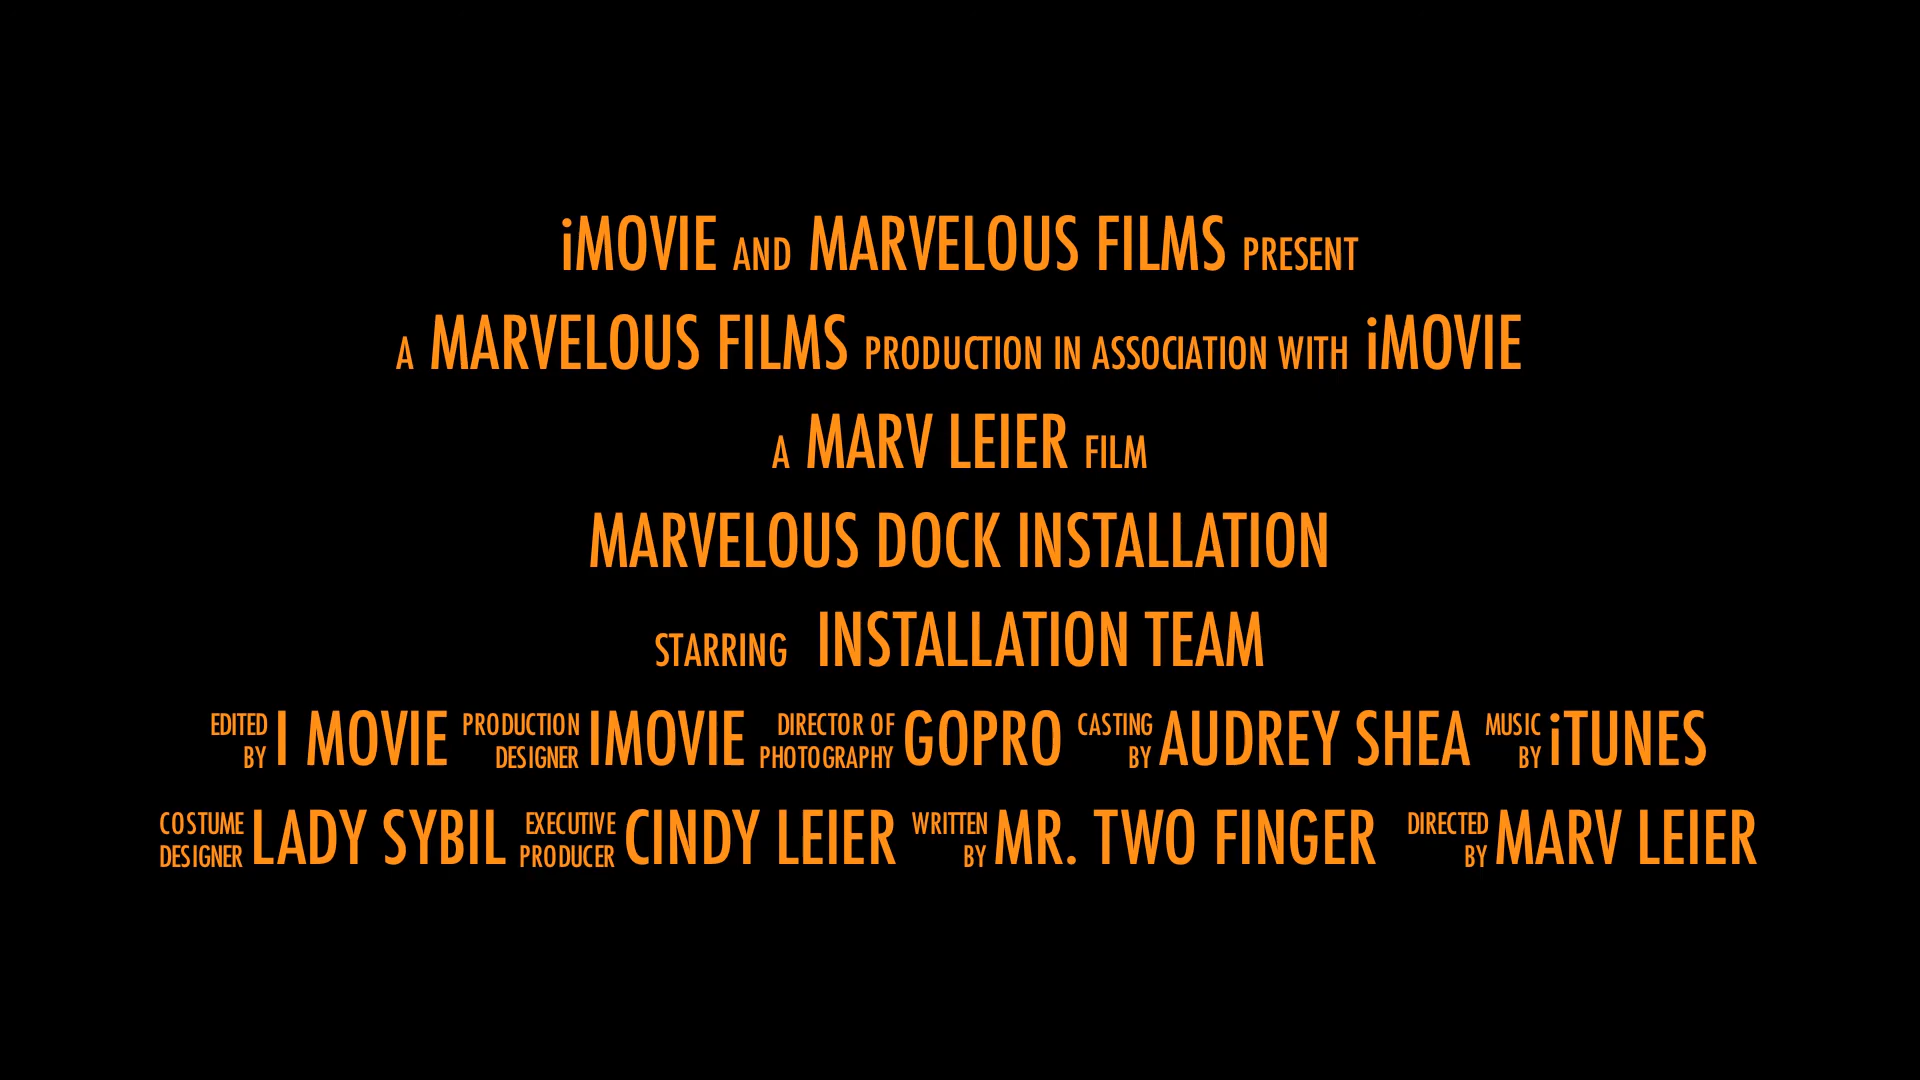 iMOVIE AND MARVELOUS FILMS PRESENT
A MARVELOUS FILMS PRODUCTION IN ASSOCIATION WITH iMOVIE
A MARV LEIER FILM
MARVELOUS DOCK INSTALLATION
STARRING INSTALLATION TEAM
EDITED BY I MOVIE PRODUCTION DESIGNER IMOVIE DIRECTOR OF PHOTOGRAPHY GOPRO CASTING BY AUDREY SHEA MUSIC BY iTUNES
COSTUME DESIGNER LADY SYBIL EXECUTIVE PRODUCER CINDY LEIER WRITTEN BY MR. TWO FINGER DIRECTED BY MARV LEIER